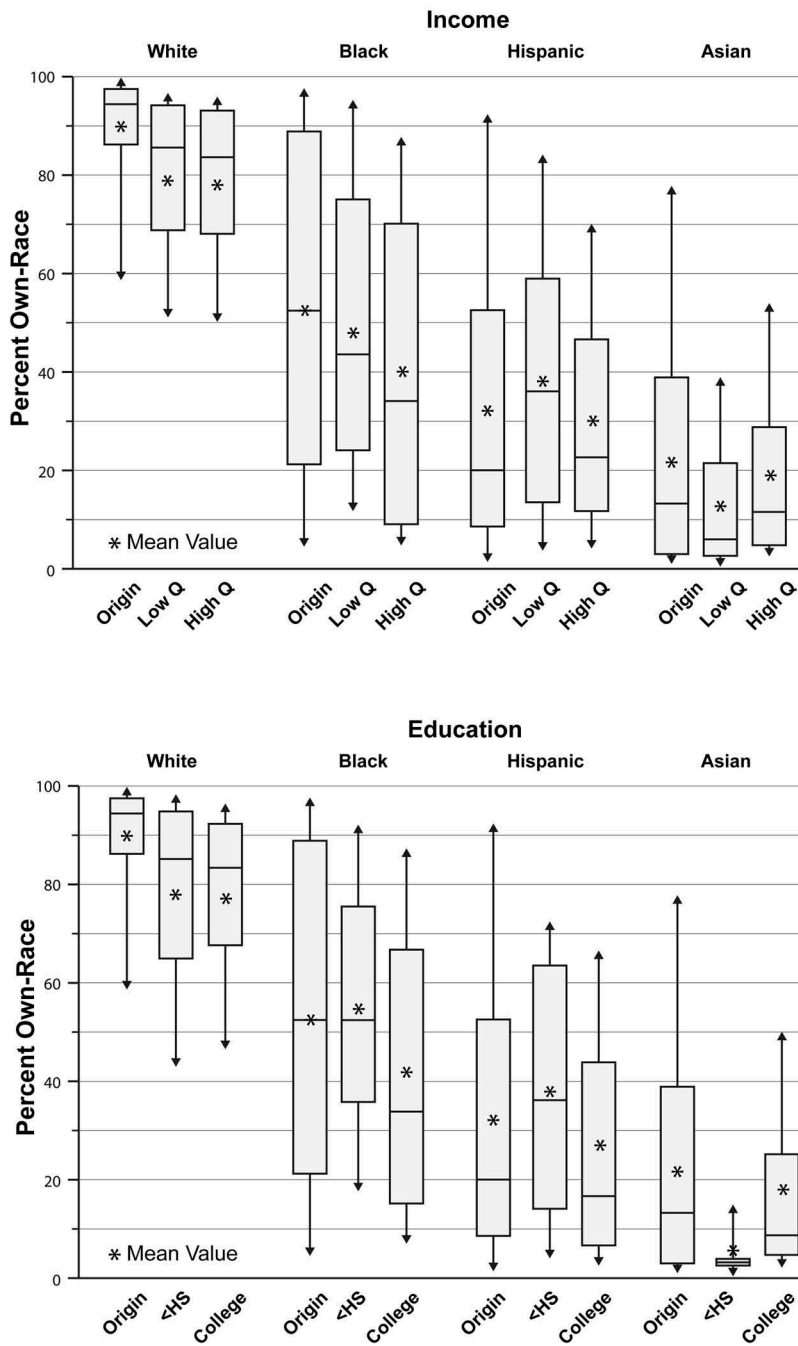 Income
White Black Hispanic Asian
100
80
60
40
20
0
Percent Own-Race
* Mean Value
Origin Low Q High Q Origin Low Q High Q Origin Low Q High Q Origin Low Q High Q
Education
White Black Hispanic Asian
100
80
60
40
20
0
Percent Own-Race
* Mean Value
Origin <HS College Origin <HS College Origin <HS College Origin <HS College